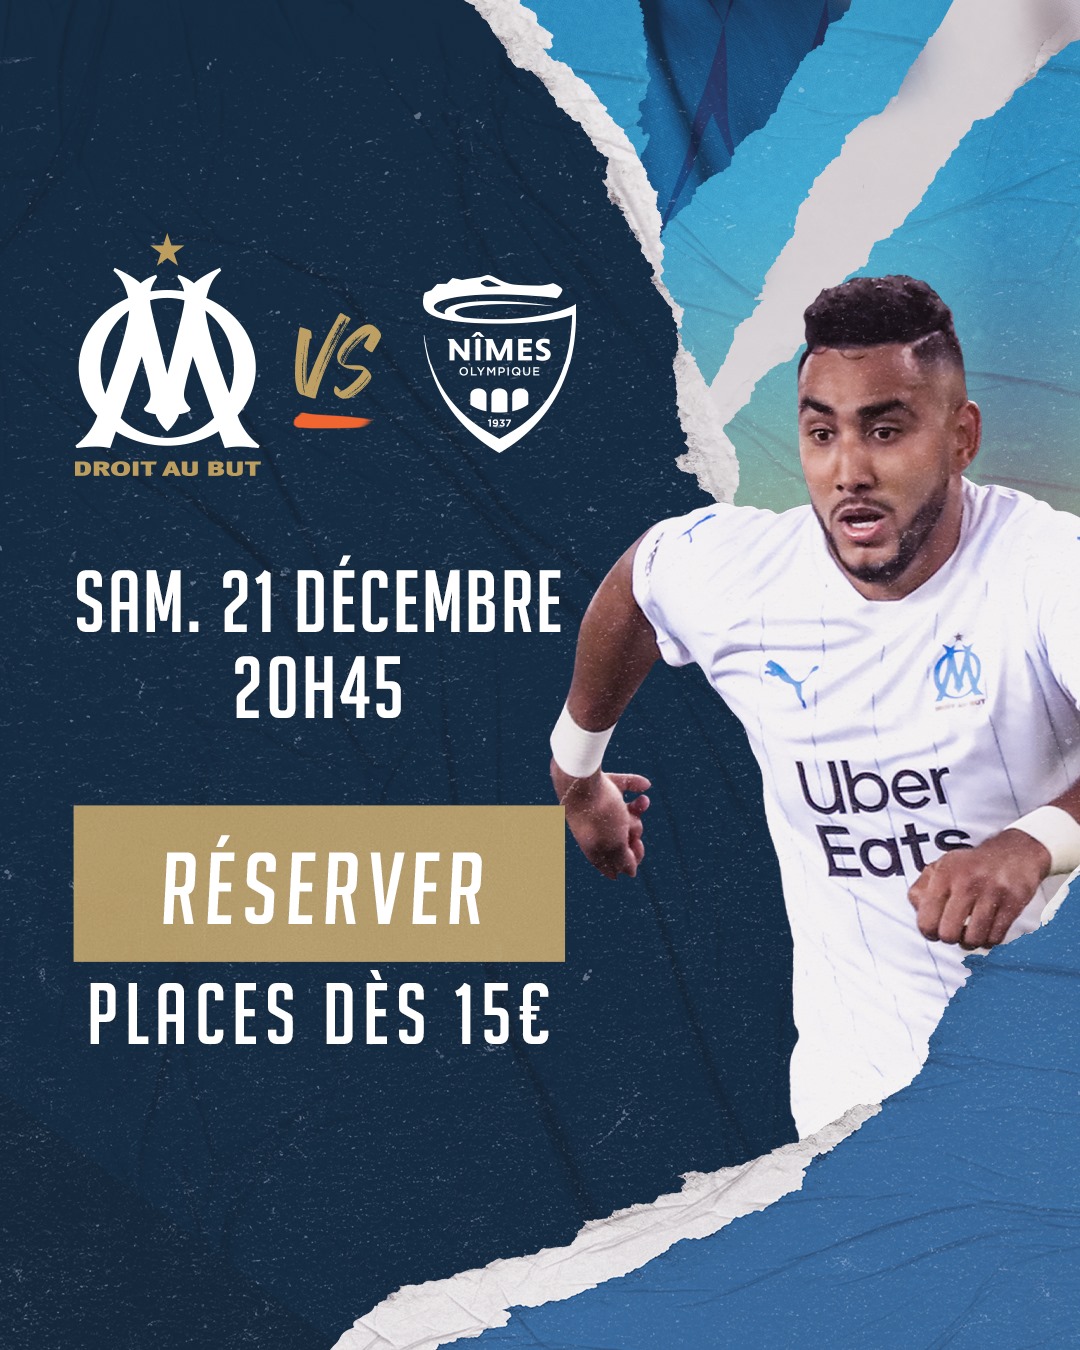 DROIT AU BUT
VS
NÎMES
OLYMPIQUE
1937
SAM. 21 DÉCEMBRE
20H45
RÉSERVER
PLACES DÈS 15€
DROIT AU BUT
Uber
Eats